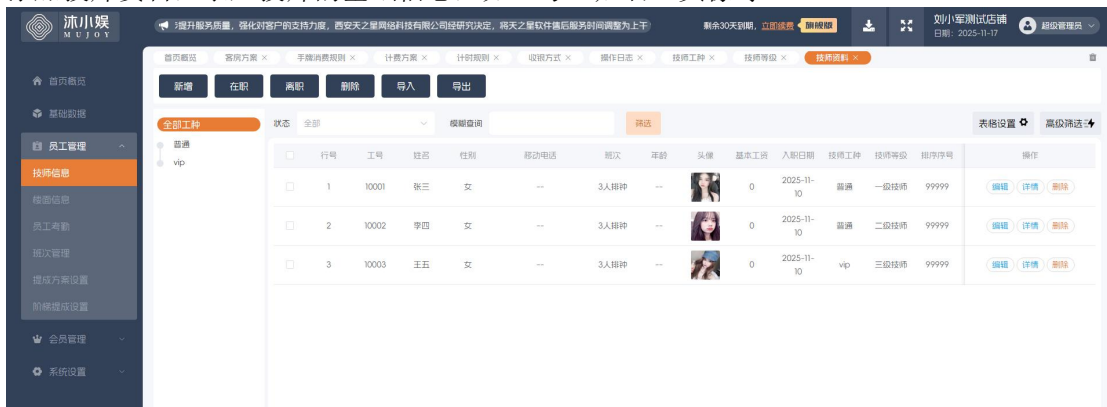 沐小娱
MUJOY
提升服务质量，强化对客户的支持力度，西安天之星网络科技有限公司经研究决定，将天之星软件售后服务时间调整为上午
剩余30天到期，立即续费 旗舰版
刘小军测试店铺
日期：2025-11-17
超级管理员
首页概览 客房方案 × 手牌消费规则 × 计费方案 × 计时规则 × 收银方式 × 操作日志 × 技师工种 × 技师等级 × 技师资料 ×
首页概览
基础数据
员工管理
技师信息
楼面信息
员工考勤
班次管理
提成方案设置
阶梯提成设置
会员管理
系统设置
新增 在职 离职 删除 导入 导出
全部工种
普通
vip
状态 全部 模糊查询 筛选 表格设置 高级筛选
行号 工号 姓名 性别 移动电话 班次 年龄 头像 基本工资 入职日期 技师工种 技师等级 排序序号 操作
1 10001 张三 女 -- 3人排钟 -- 0 2025-11-10 普通 一级技师 99999 编辑 详情 删除
2 10002 李四 女 -- 3人排钟 -- 0 2025-11-10 普通 二级技师 99999 编辑 详情 删除
3 10003 王五 女 -- 3人排钟 -- 0 2025-11-10 vip 三级技师 99999 编辑 详情 删除